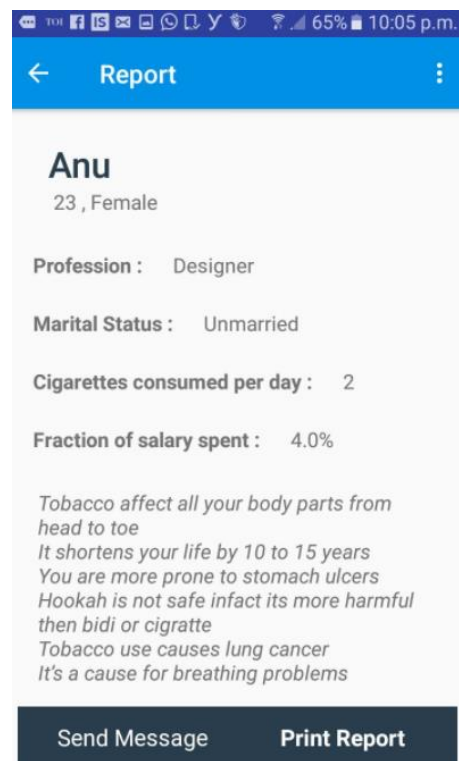 TOI IS 65% 10:05 p.m.
Report
Anu
23 , Female
Profession : Designer
Marital Status : Unmarried
Cigarettes consumed per day : 2
Fraction of salary spent : 4.0%
Tobacco affect all your body parts from
head to toe
It shortens your life by 10 to 15 years
You are more prone to stomach ulcers
Hookah is not safe infact its more harmful
then bidi or cigratte
Tobacco use causes lung cancer
It's a cause for breathing problems
Send Message Print Report